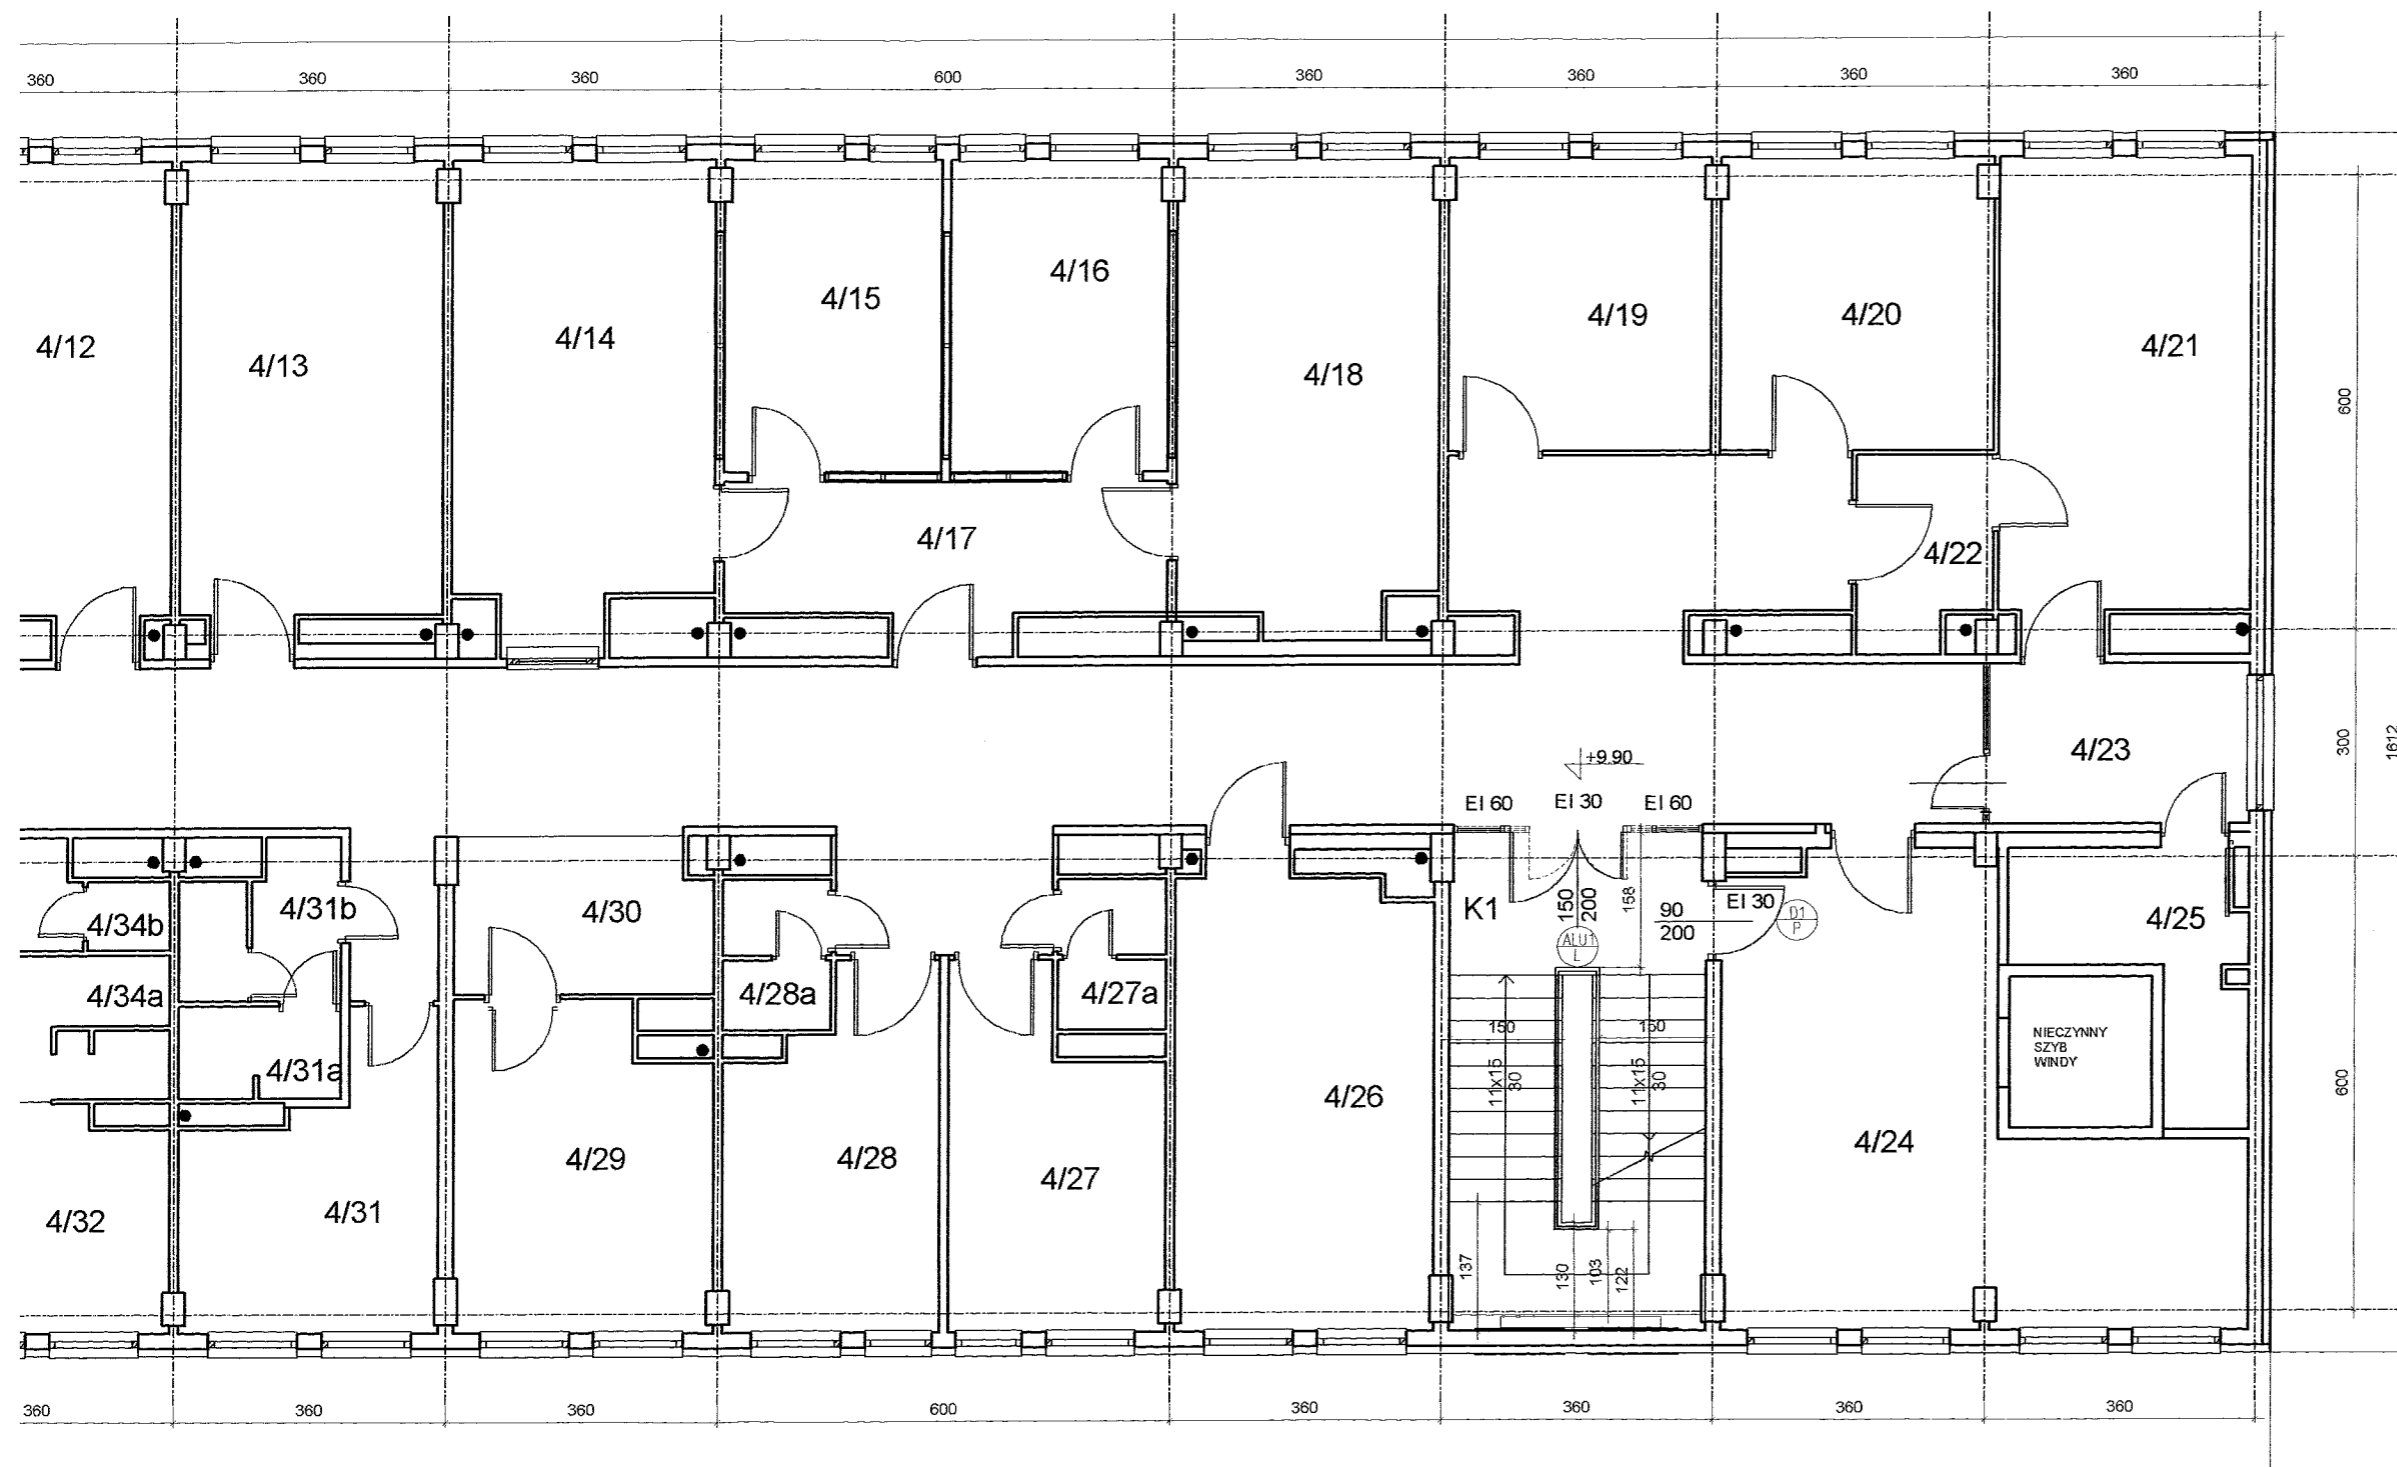 360 360 360 600 360 360 360 360
4/12
4/13
4/14
4/15
4/16
4/17
4/18
4/19
4/20
4/21
4/22
600
+9.90
4/23
300
1612
EI 60 EI 30 EI 60
4/34b
4/31b
4/30
4/34a
4/28a
4/27a
4/31a
K1
150
200
158
90
200
EI 30
D1
P
ALU1
L
4/25
150 150
11x15
30
11x15
30
NIECZYNNY
SZYB
WINDY
600
4/32
4/31
4/29
4/28
4/27
4/26
4/24
137
130
103
122
360 360 360 600 360 360 360 360